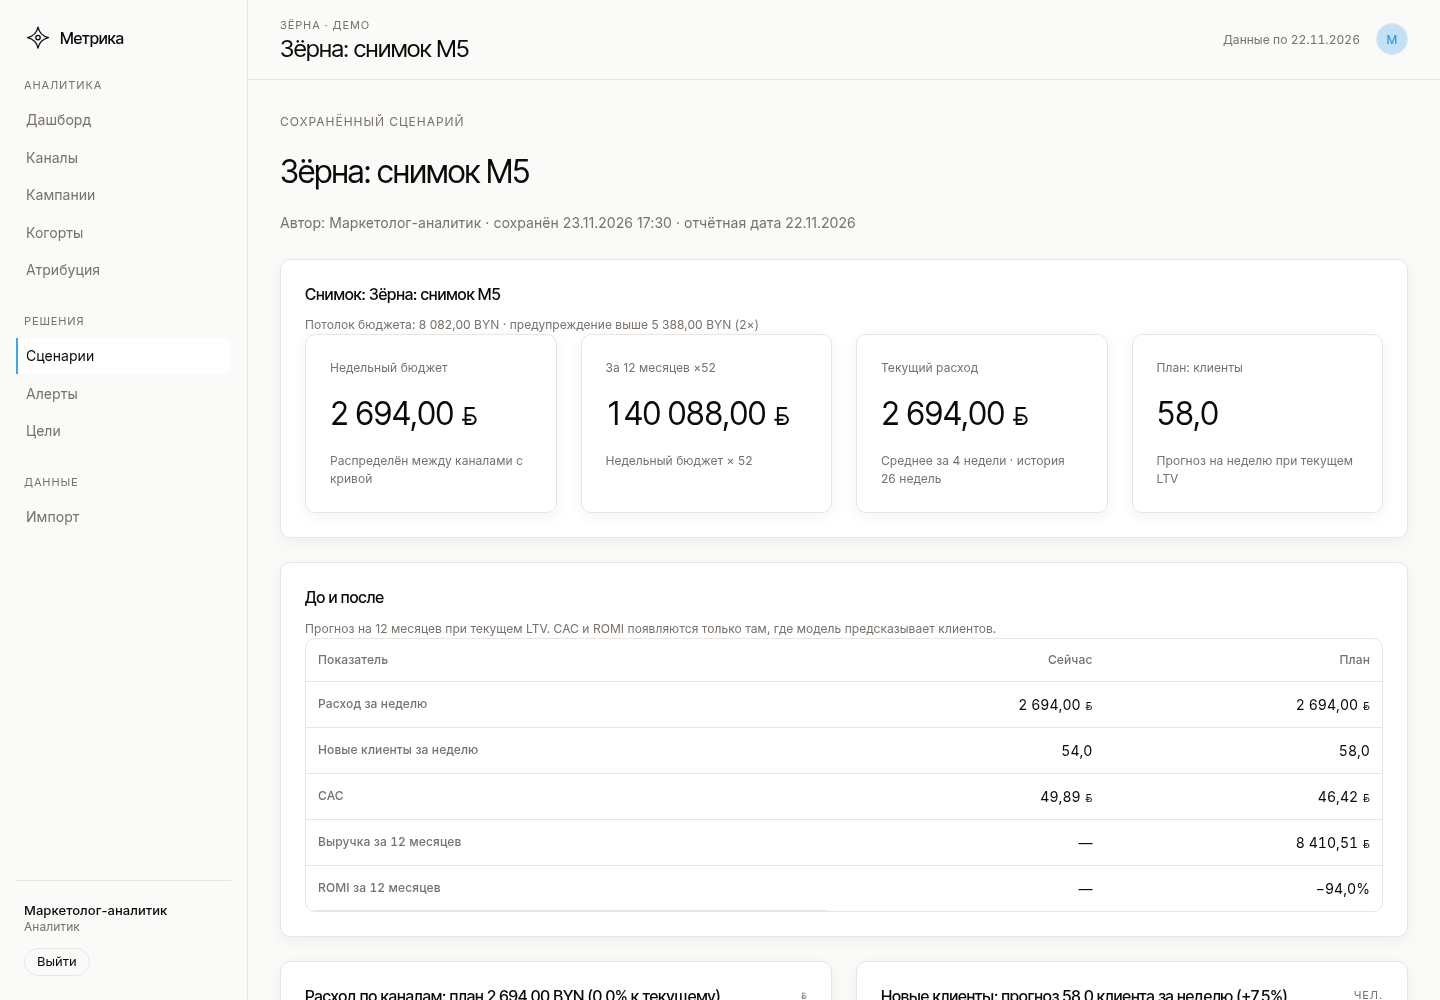 Метрика
АНАЛИТИКА
Дашборд
Каналы
Кампании
Когорты
Атрибуция
РЕШЕНИЯ
Сценарии
Алерты
Цели
ДАННЫЕ
Импорт
Маркетолог-аналитик
Аналитик
Выйти
ЗЁРНА · ДЕМО
Зёрна: снимок М5
Данные по 22.11.2026
М
СОХРАНЁННЫЙ СЦЕНАРИЙ
Зёрна: снимок М5
Автор: Маркетолог-аналитик · сохранён 23.11.2026 17:30 · отчётная дата 22.11.2026
Снимок: Зёрна: снимок М5
Потолок бюджета: 8 082,00 BYN · предупреждение выше 5 388,00 BYN (2×)
Недельный бюджет
2 694,00 Б
Распределён между каналами с
кривой
За 12 месяцев ×52
140 088,00 Б
Недельный бюджет × 52
Текущий расход
2 694,00 Б
Среднее за 4 недели · история
26 недель
План: клиенты
58,0
Прогноз на неделю при текущем
LTV
До и после
Прогноз на 12 месяцев при текущем LTV. CAC и ROMI появляются только там, где модель предсказывает клиентов.
Показатель Сейчас План
Расход за неделю 2 694,00 Б 2 694,00 Б
Новые клиенты за неделю 54,0 58,0
CAC 49,89 Б 46,42 Б
Выручка за 12 месяцев — 8 410,51 Б
ROMI за 12 месяцев — −94,0%
Расход по каналам: план 2 694,00 BYN (0,0% к текущему) Б
Новые клиенты: прогноз 58,0 клиента за неделю (+7,5%) ЧЕЛ.